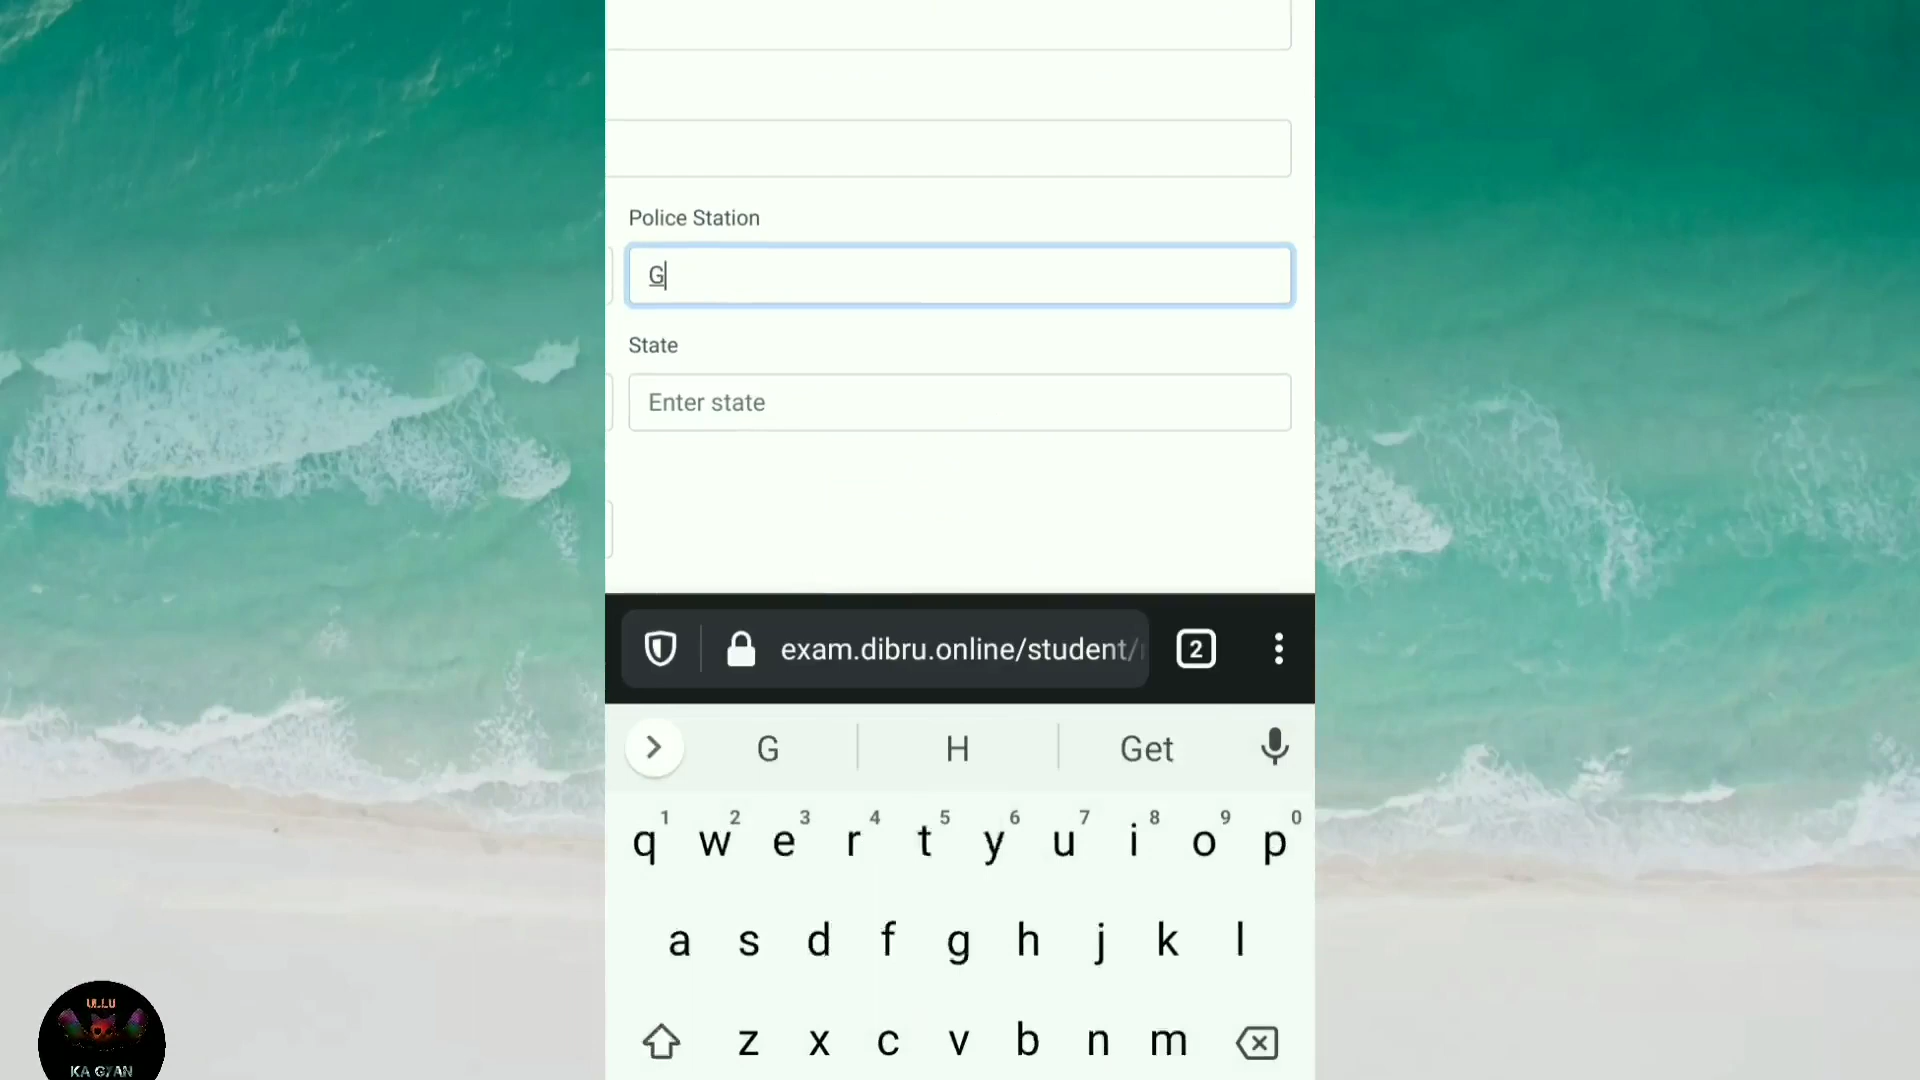 Police Station
G
State
Enter state
exam.dibru.online/student/
2
G H Get
1 2 3 4 5 6 7 8 9 0
q w e r t y u i o p
a s d f g h j k l
z x c v b n m
ULLU
KA GYAN